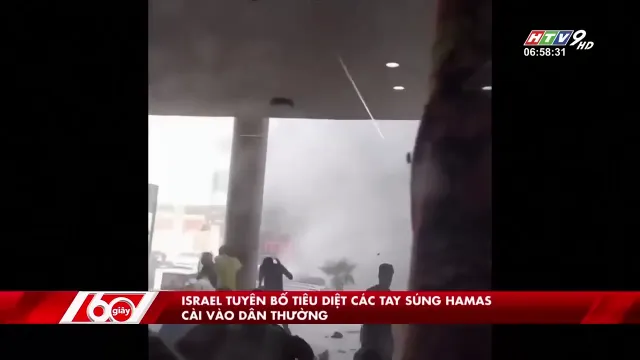 HTV9 HD
06:58:31
60 giây
ISRAEL TUYÊN BỐ TIÊU DIỆT CÁC TAY SÚNG HAMAS
CÀI VÀO DÂN THƯỜNG